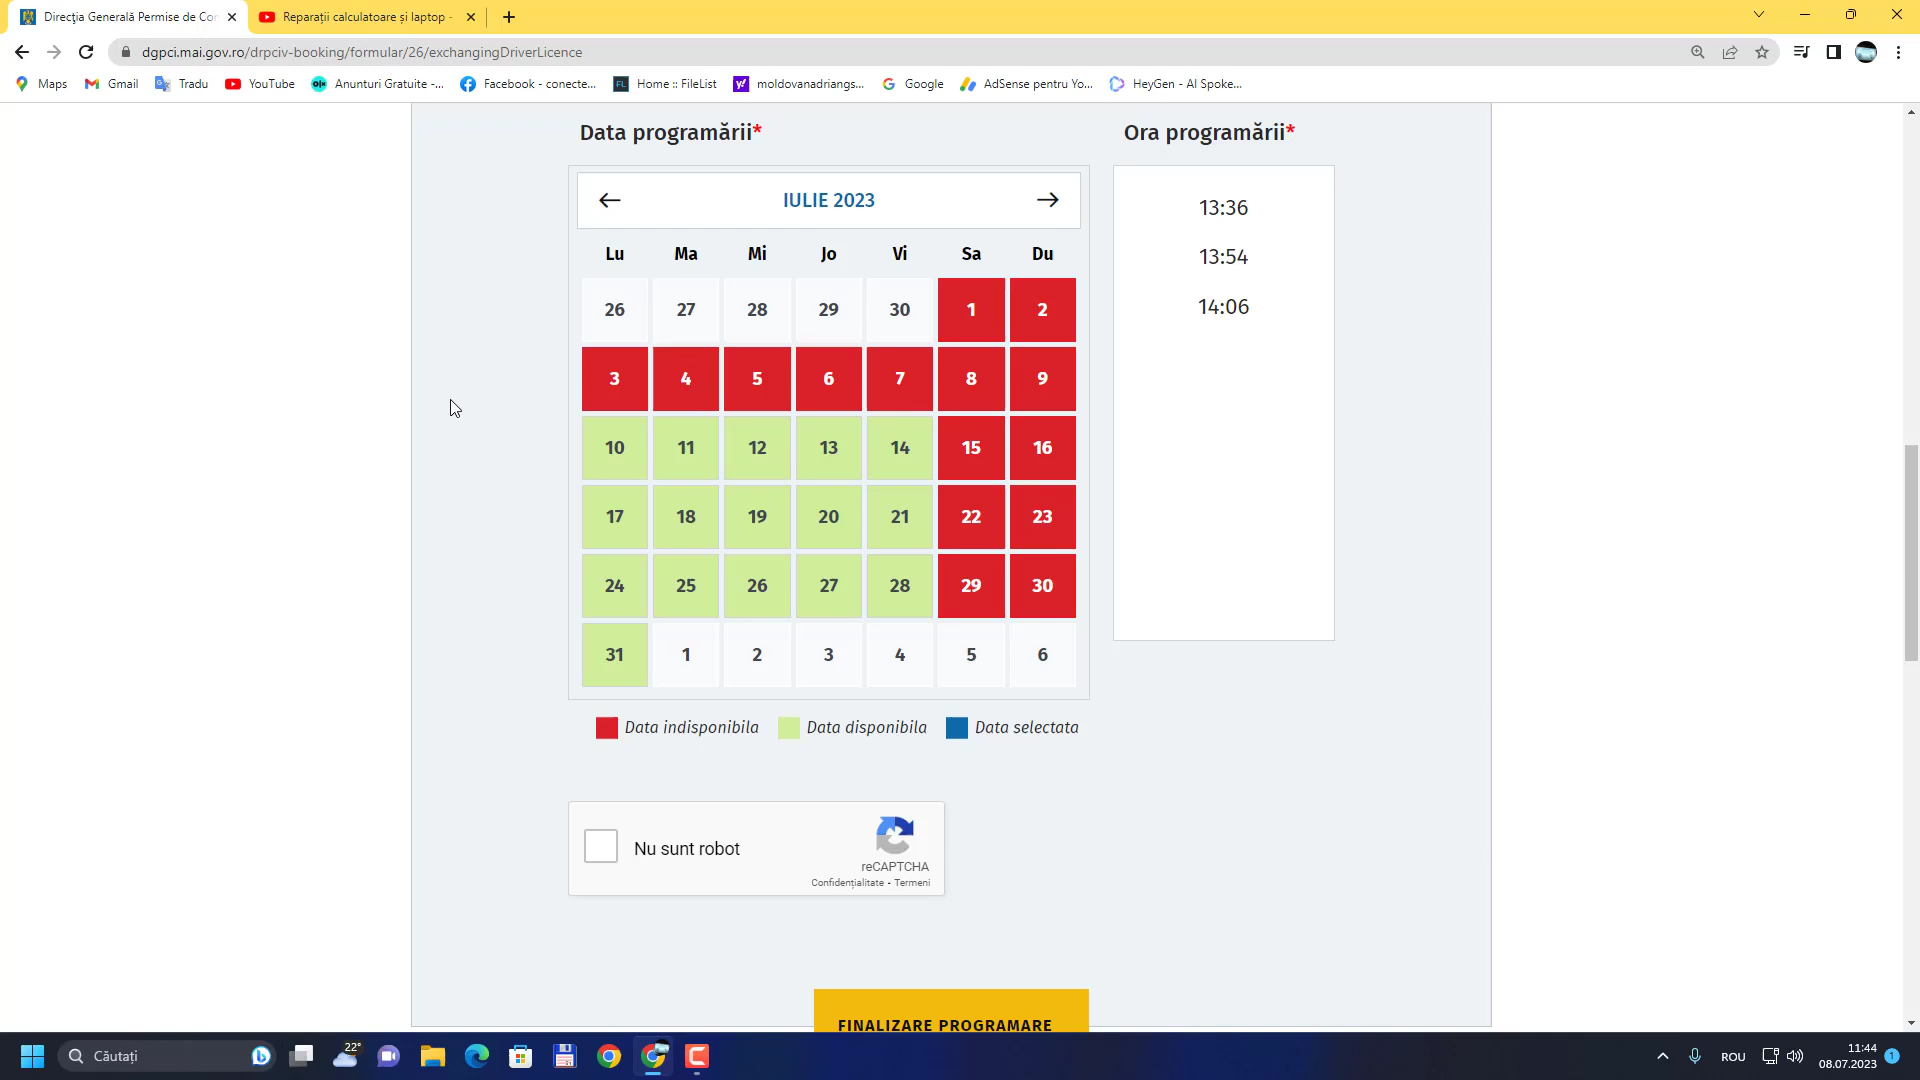 Direcţia Generală Permise de Con
Reparații calculatoare și laptop -
dgpci.mai.gov.ro/drpciv-booking/formular/26/exchangingDriverLicence
Maps
Gmail
Tradu
YouTube
Anunturi Gratuite -...
Facebook - conecte...
Home :: FileList
moldovanadriangs...
Google
AdSense pentru Yo...
HeyGen - AI Spoke...
Data programării*
Ora programării*
IULIE 2023
Lu Ma Mi Jo Vi Sa Du
26 27 28 29 30 1 2
3 4 5 6 7 8 9
10 11 12 13 14 15 16
17 18 19 20 21 22 23
24 25 26 27 28 29 30
31 1 2 3 4 5 6
13:36
13:54
14:06
Data indisponibila
Data disponibila
Data selectata
Nu sunt robot
reCAPTCHA
Confidențialitate - Termeni
FINALIZARE PROGRAMARE
Căutați
22°
ROU
11:44
08.07.2023
1